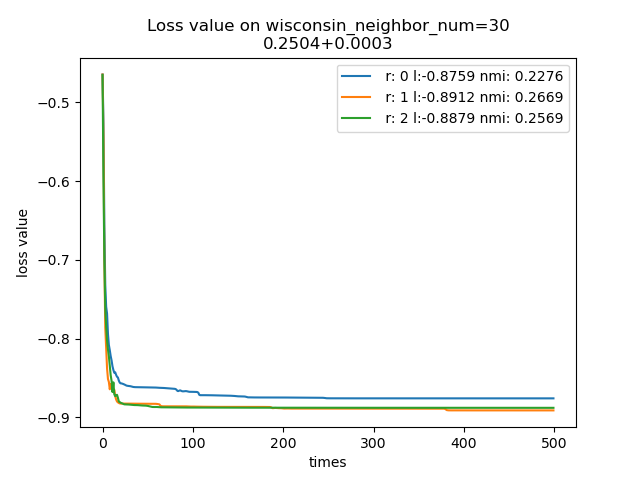 Loss value on wisconsin_neighbor_num=30
0.2504+0.0003
r: 0 l:-0.8759 nmi: 0.2276
r: 1 l:-0.8912 nmi: 0.2669
r: 2 l:-0.8879 nmi: 0.2569
−0.5
−0.6
−0.7
−0.8
−0.9
loss value
0 100 200 300 400 500
times